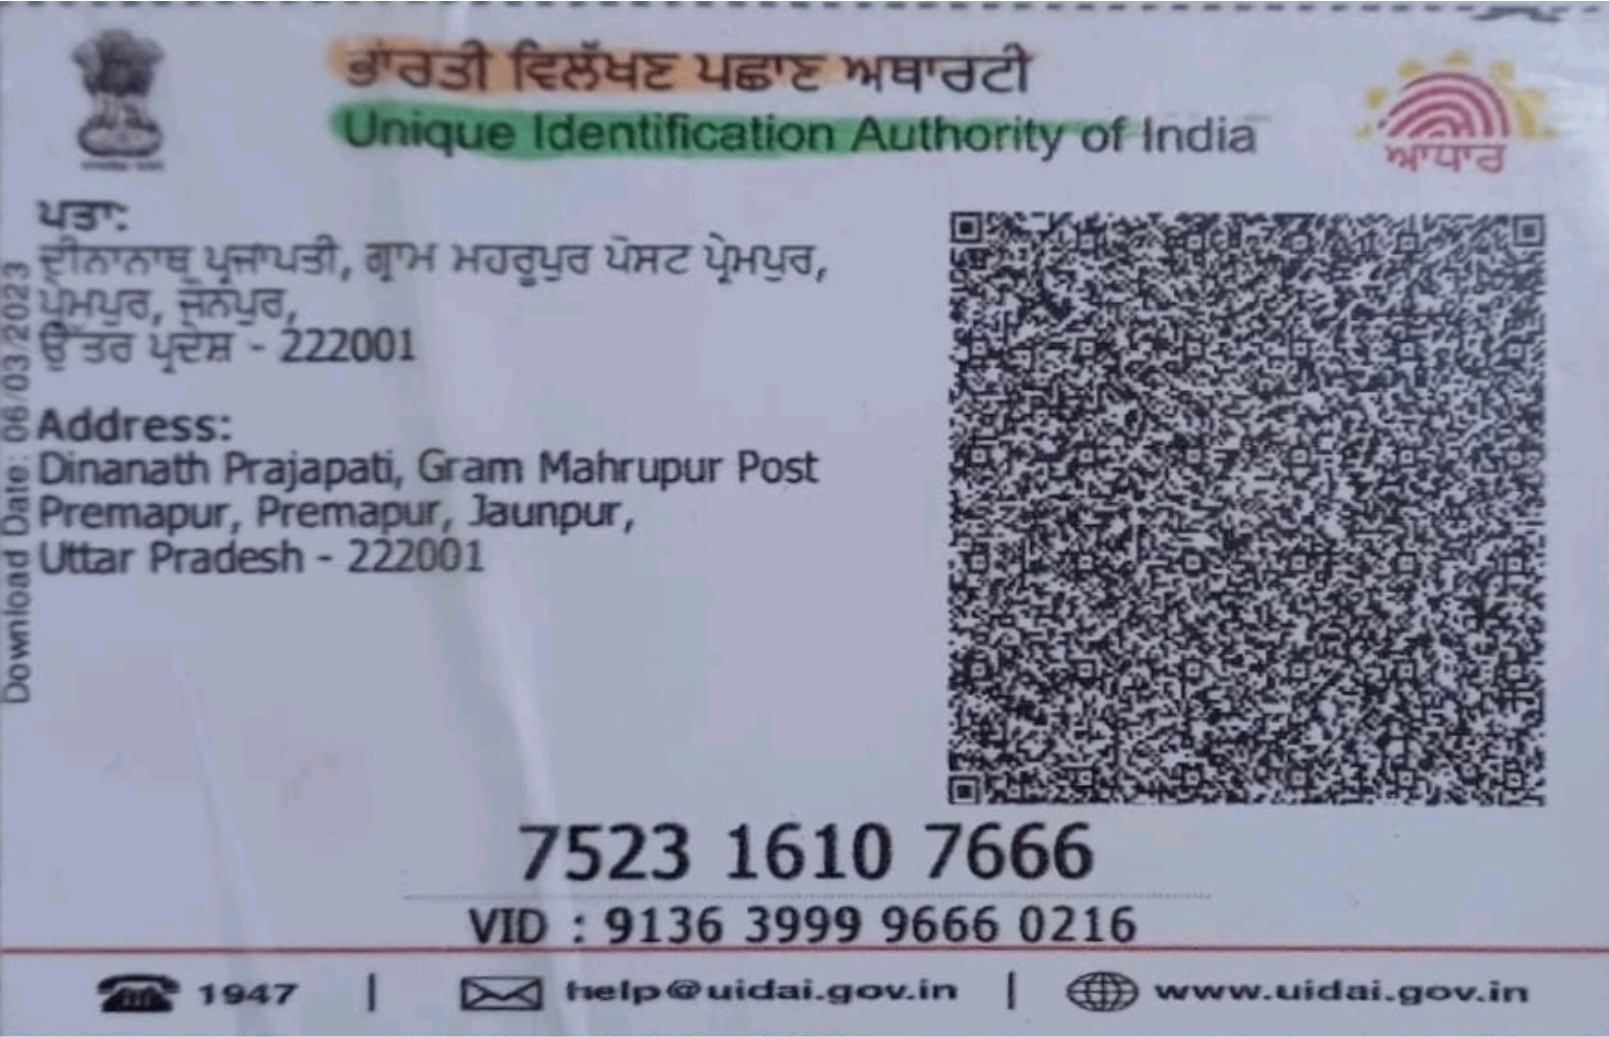 ਭਾਰਤੀ ਵਿਲੱਖਣ ਪਛਾਣ ਅਥਾਰਟੀ
Unique Identification Authority of India
ਆਧਾਰ
ਪਤਾ:
ਦੀਨਾਨਾਥ ਪ੍ਰਜਾਪਤੀ, ਗ੍ਰਾਮ ਮਹਰੂਪੁਰ ਪੋਸਟ ਪ੍ਰੇਮਪੁਰ,
ਪ੍ਰੇਮਪੁਰ, ਜੌਨਪੁਰ,
ਉੱਤਰ ਪ੍ਰਦੇਸ਼ - 222001
Address:
Dinanath Prajapati, Gram Mahrupur Post
Premapur, Premapur, Jaunpur,
Uttar Pradesh - 222001
Download Date: 06/03/2023
7523 1610 7666
VID : 9136 3999 9666 0216
1947 | help@uidai.gov.in | www.uidai.gov.in